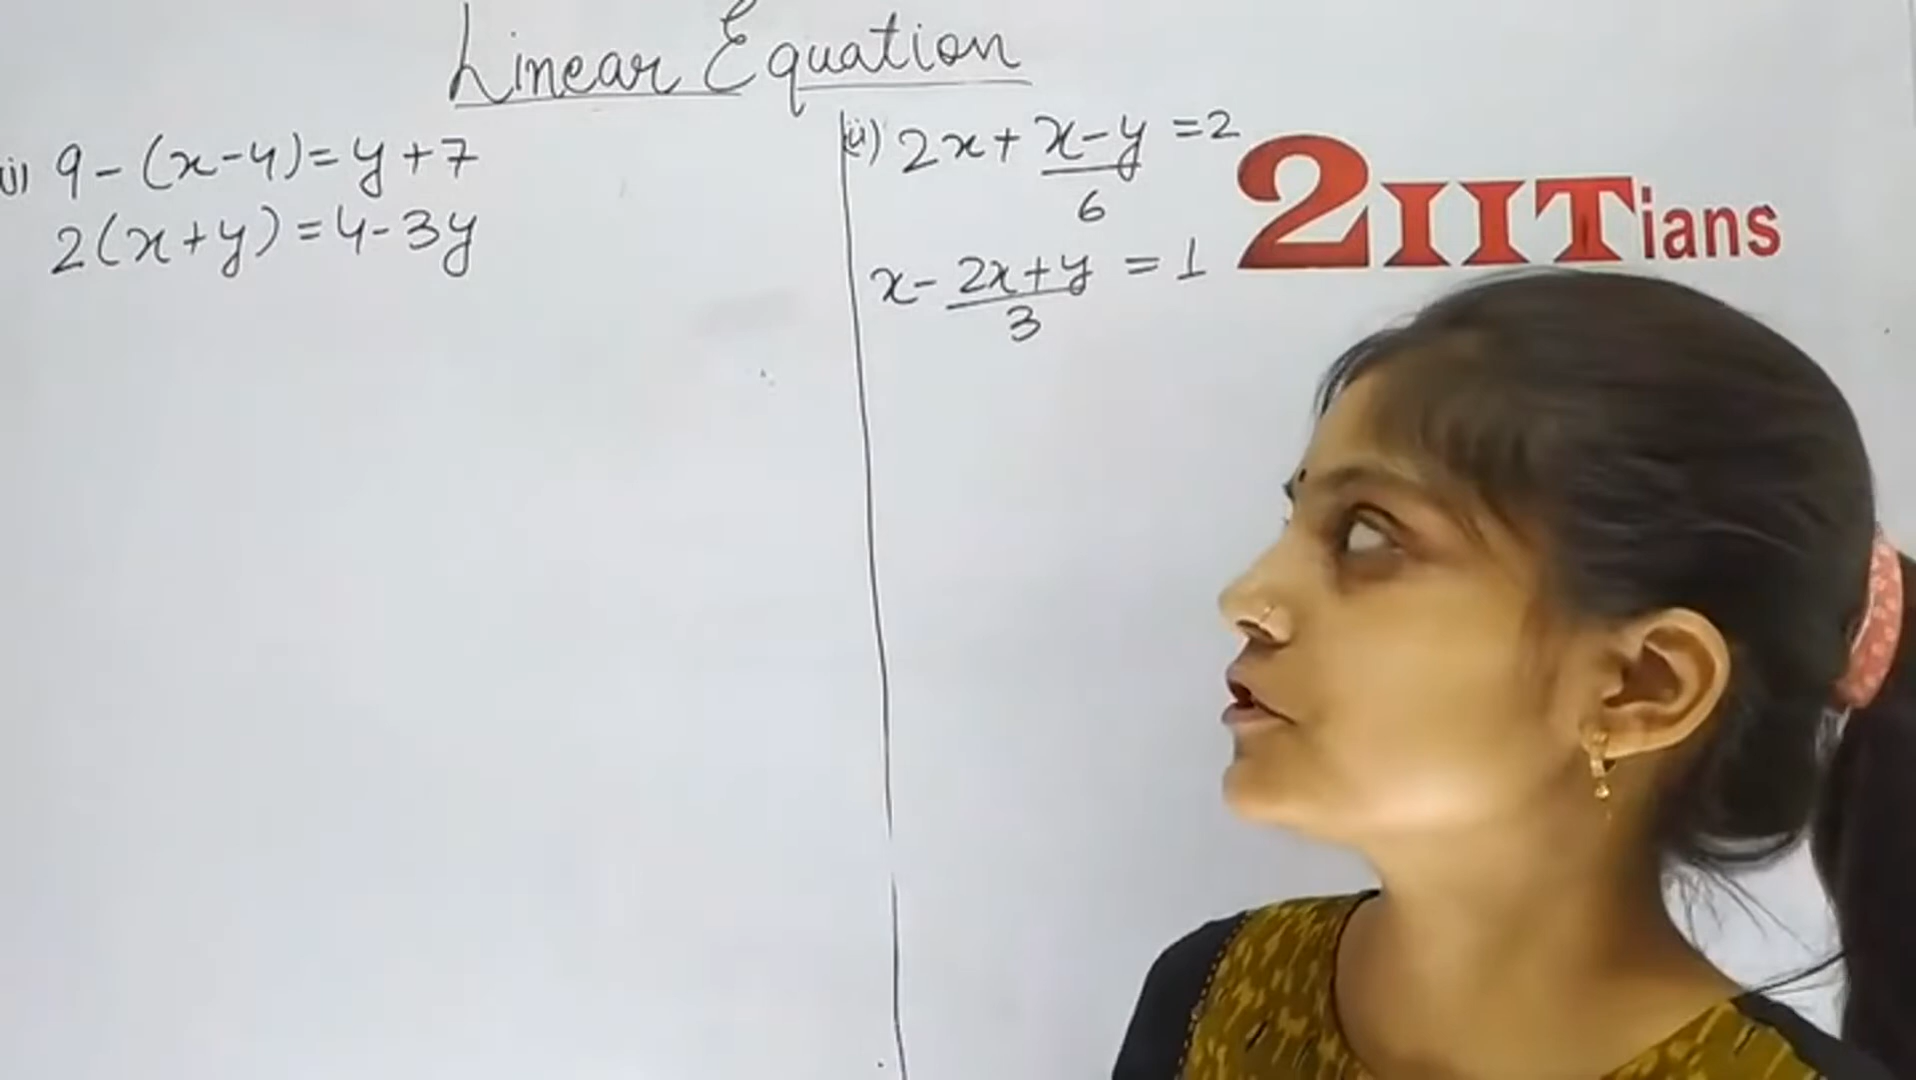 Linear Equation
(i) 9-(x-4)=y+7
2(x+y)=4-3y
(ii) 2x+x-y/6=2
x-2x+y/3=1
2IITians